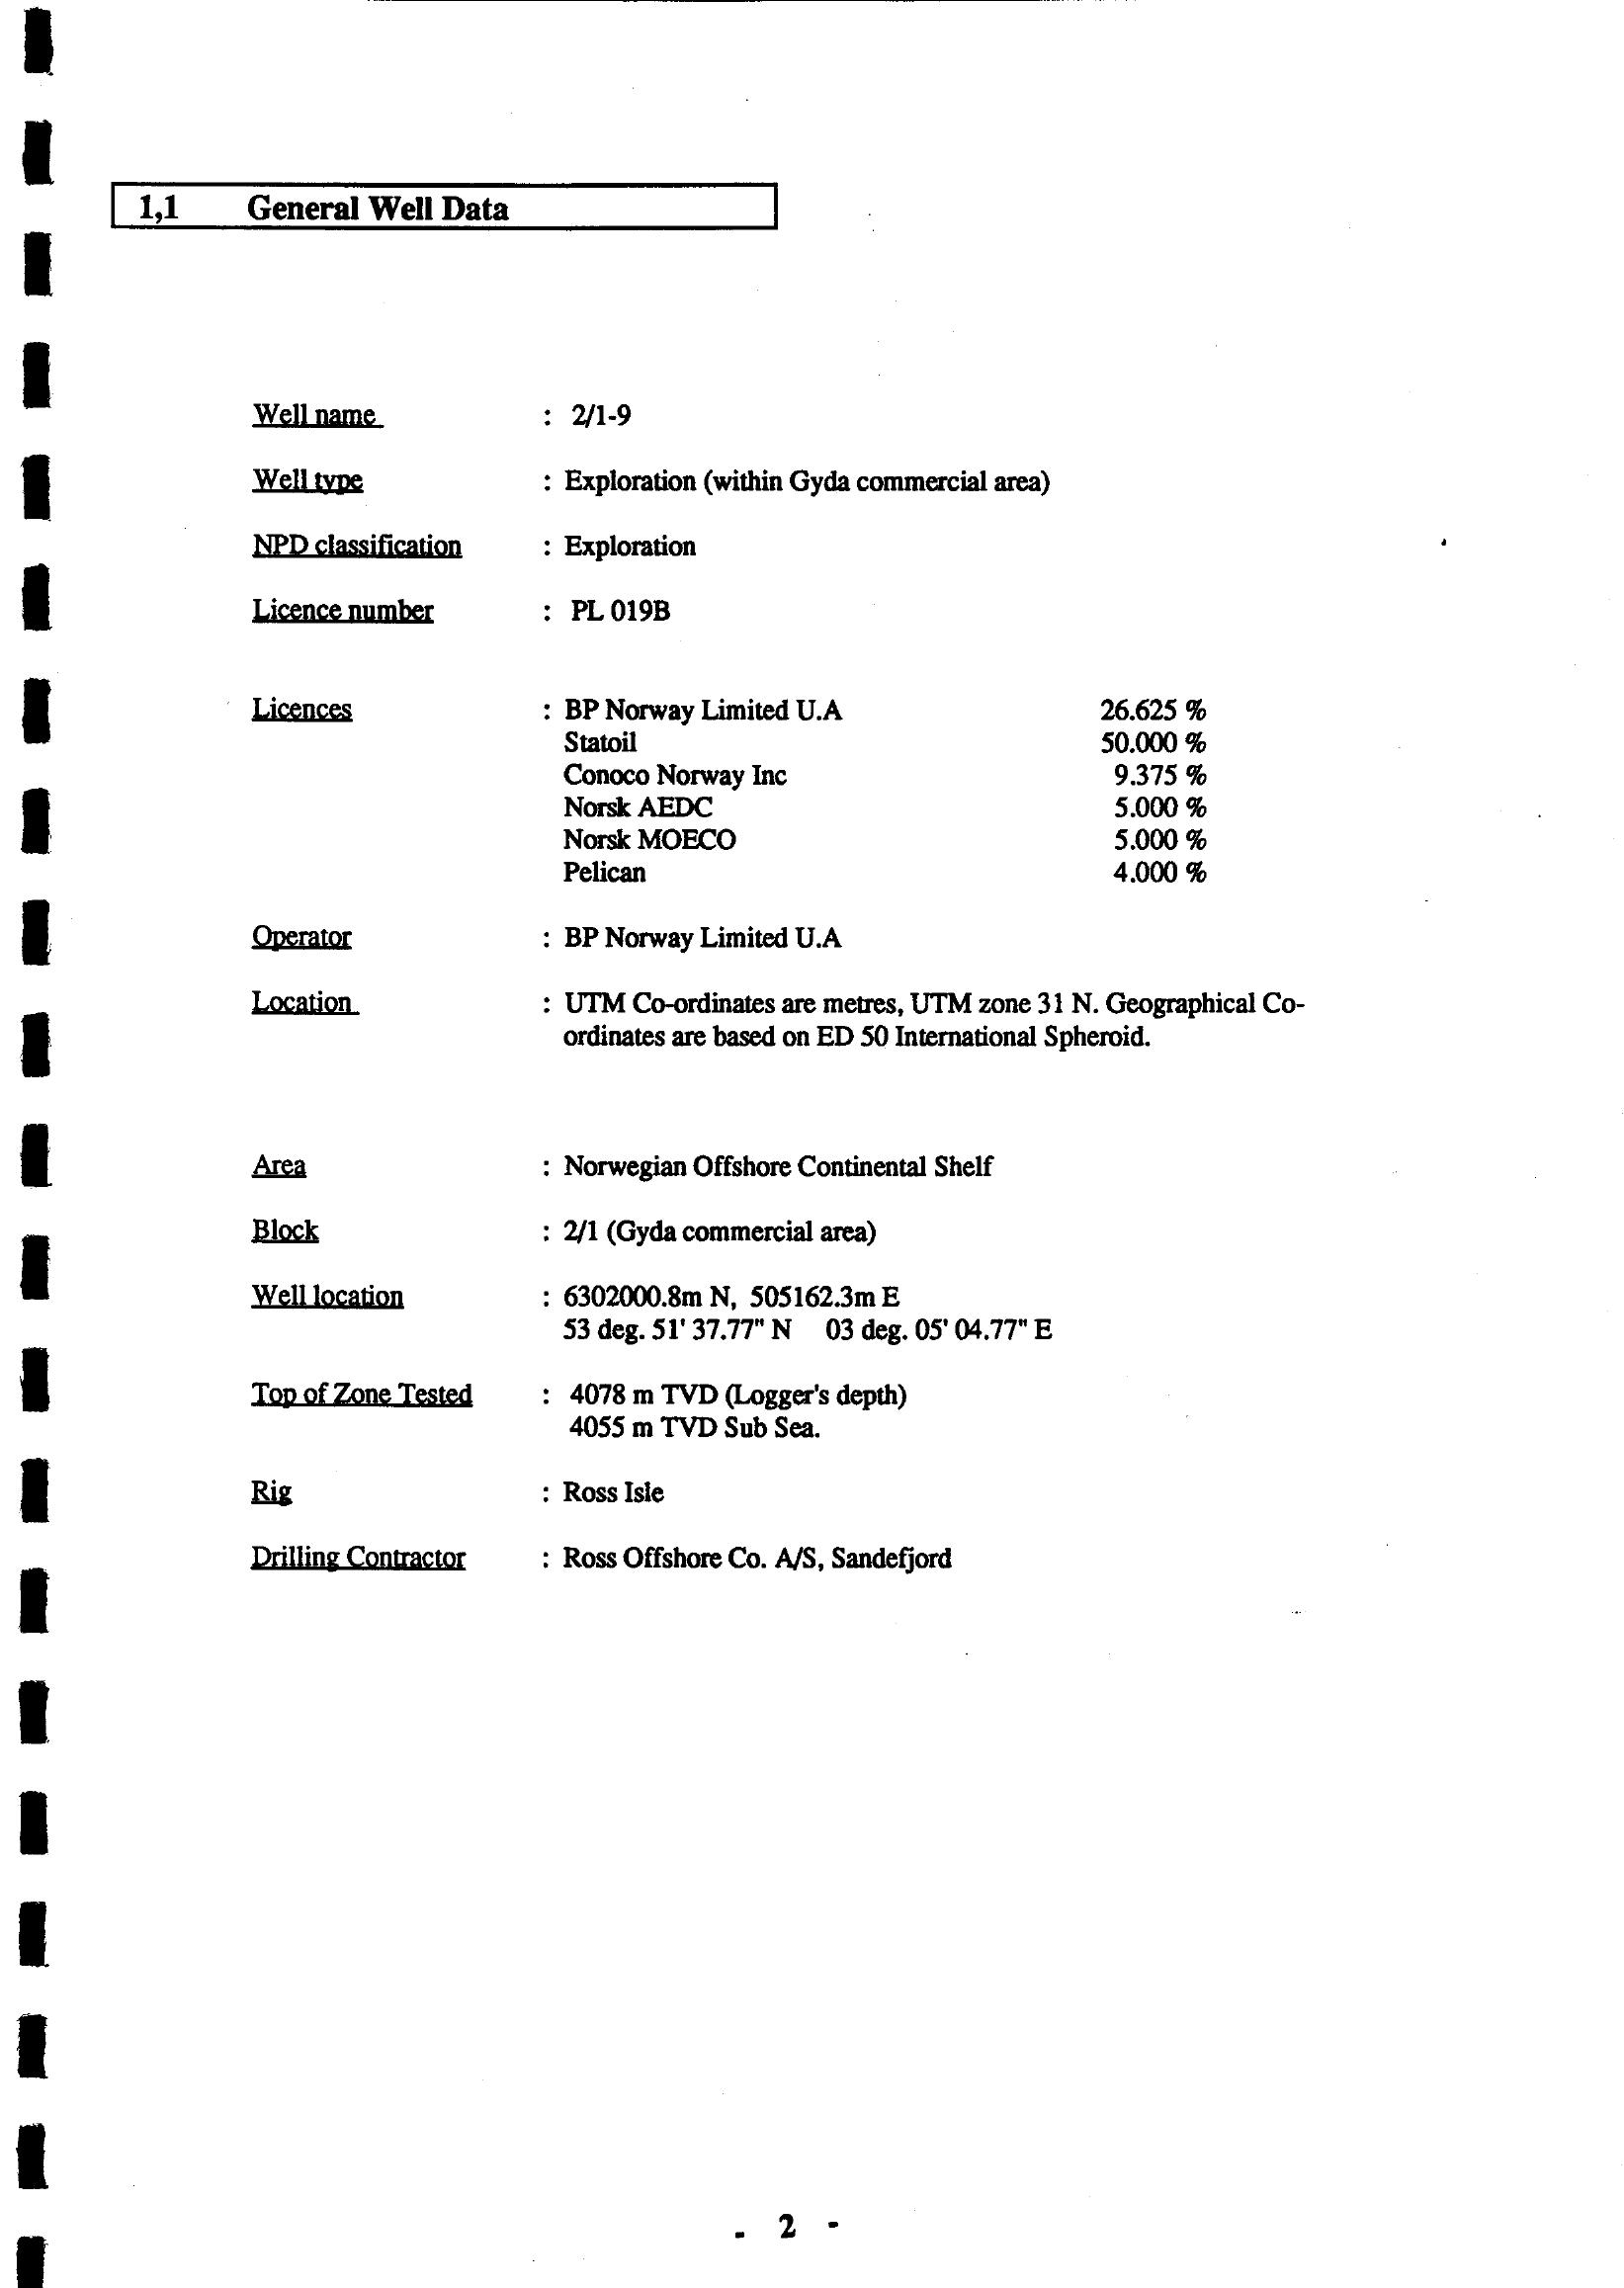 1,1 General Well Data
Well name : 2/1-9
Well type : Exploration (within Gyda commercial area)
NPD classification : Exploration
Licence number : PL 019B
Licences : BP Norway Limited U.A 26.625 %
Statoil 50.000 %
Conoco Norway Inc 9.375 %
Norsk AEDC 5.000 %
Norsk MOECO 5.000 %
Pelican 4.000 %
Operator : BP Norway Limited U.A
Location : UTM Co-ordinates are metres, UTM zone 31 N. Geographical Co-
ordinates are based on ED 50 International Spheroid.
Area : Norwegian Offshore Continental Shelf
Block : 2/1 (Gyda commercial area)
Well location : 6302000.8m N, 505162.3m E
53 deg. 51' 37.77" N 03 deg. 05' 04.77" E
Top of Zone Tested : 4078 m TVD (Logger's depth)
4055 m TVD Sub Sea.
Rig : Ross Isle
Drilling Contractor : Ross Offshore Co. A/S, Sandefjord
- 2 -